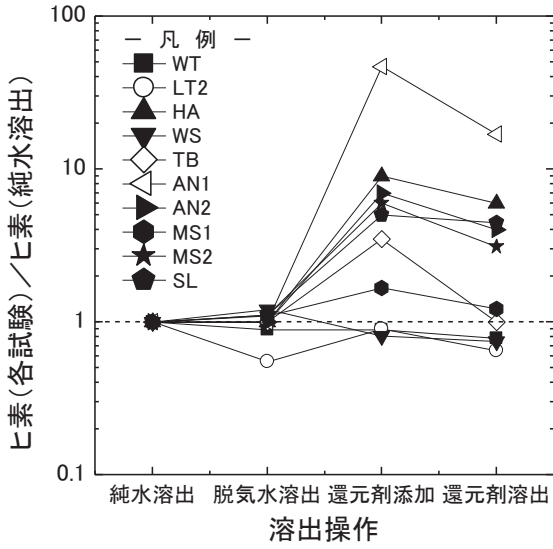 ヒ素(各試験)／ヒ素(純水溶出)
100
10
1
0.1
－ 凡 例 －
WT
LT2
HA
WS
TB
AN1
AN2
MS1
MS2
SL
純水溶出 脱気水溶出 還元剤添加 還元剤溶出
溶出操作